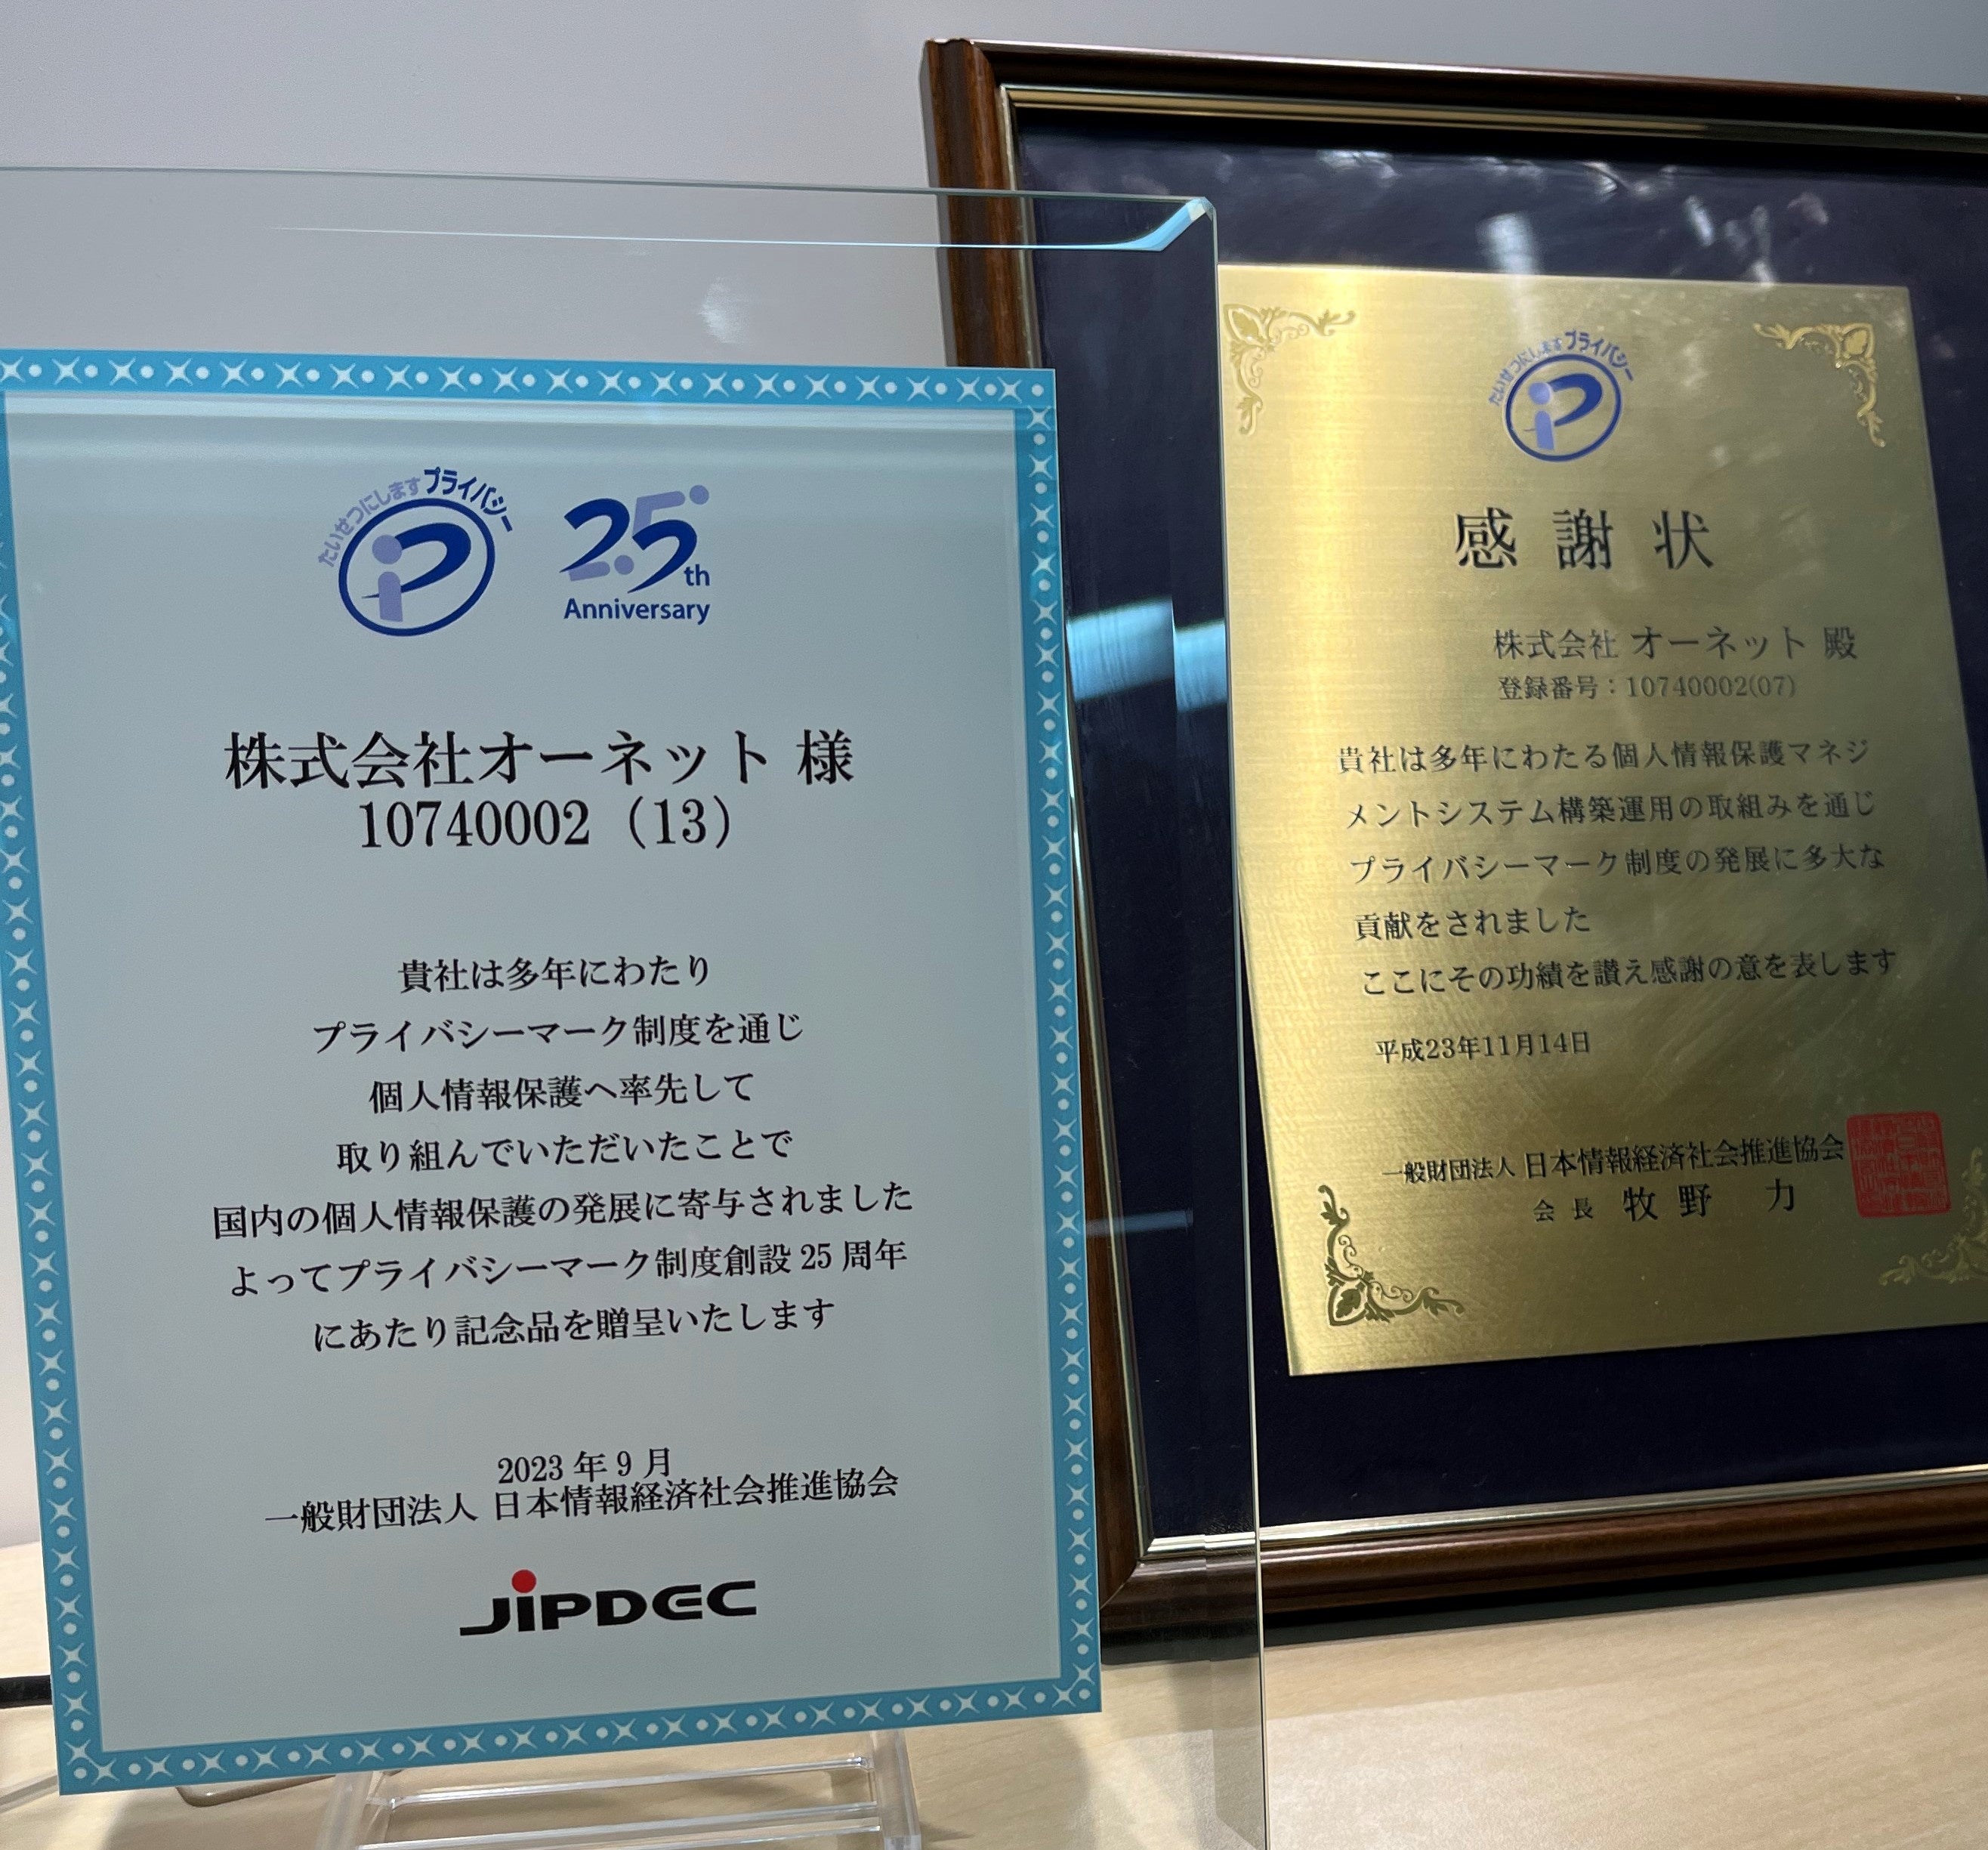 たいせつにしますプライバシー
25th
Anniversary
株式会社オーネット 様
10740002（13）
貴社は多年にわたり
プライバシーマーク制度を通じ
個人情報保護へ率先して
取り組んでいただいたことで
国内の個人情報保護の発展に寄与されました
よってプライバシーマーク制度創設 25 周年
にあたり記念品を贈呈いたします
2023 年 9 月
一般財団法人 日本情報経済社会推進協会
JIPDEC
たいせつにしますプライバシー
感謝状
株式会社 オーネット 殿
登録番号：10740002(07)
貴社は多年にわたる個人情報保護マネジ
メントシステム構築運用の取組みを通じ
プライバシーマーク制度の発展に多大な
貢献をされました
ここにその功績を讃え感謝の意を表します
平成23年11月14日
一般財団法人 日本情報経済社会推進協会
会長 牧野 力